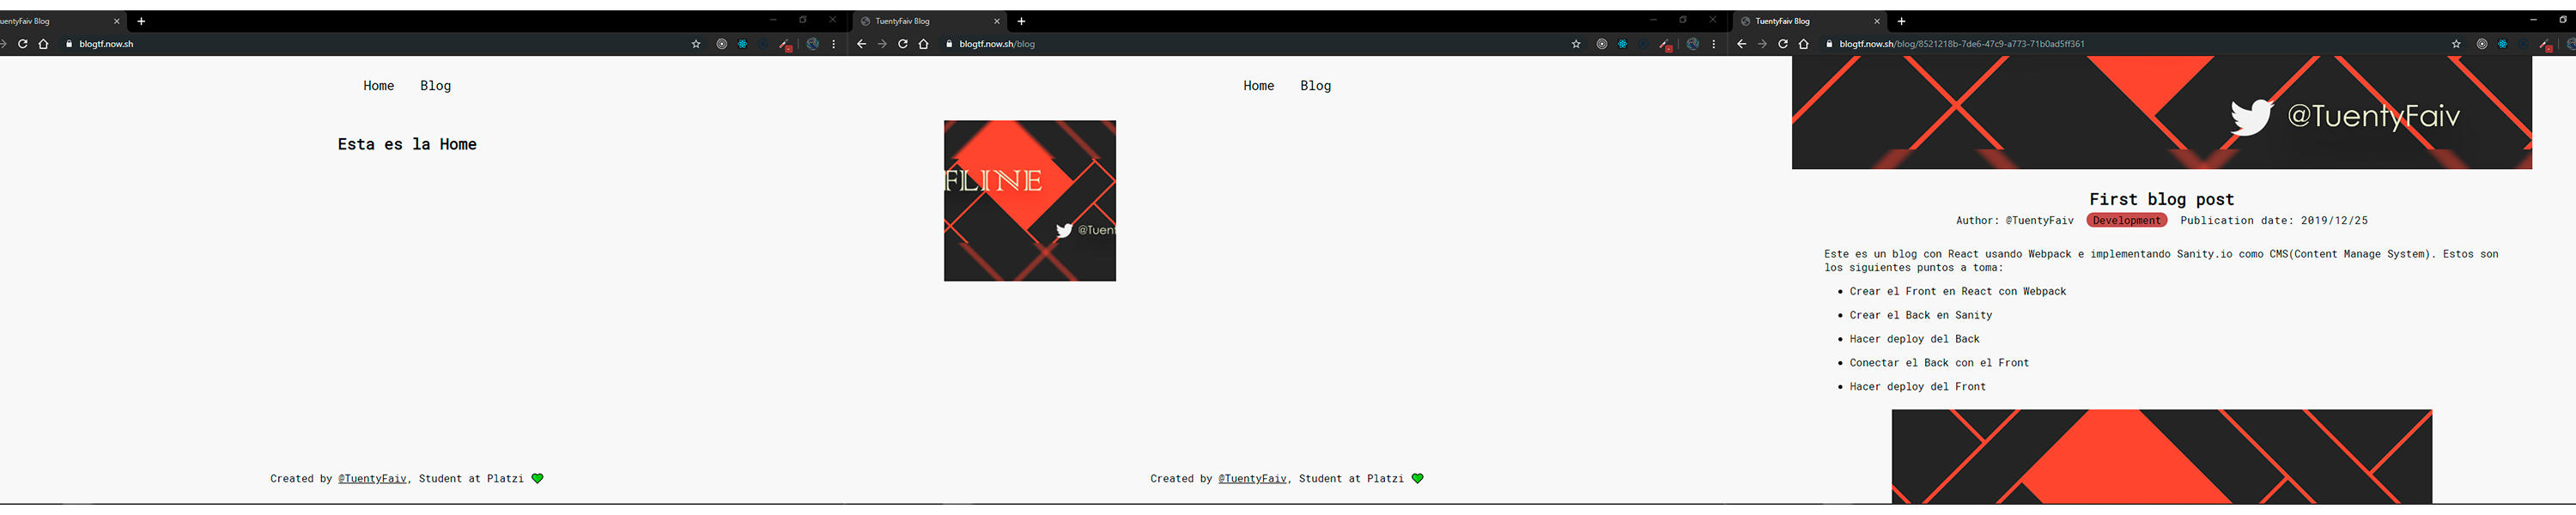 uentyFaiv Blog
blogtf.now.sh
Home Blog
Esta es la Home
Created by @TuentyFaiv, Student at Platzi
TuentyFaiv Blog
blogtf.now.sh/blog
Home Blog
FLINE
@Tuent
Created by @TuentyFaiv, Student at Platzi
TuentyFaiv Blog
blogtf.now.sh/blog/8521218b-7de6-47c9-a773-71b0ad5ff361
@TuentyFaiv
First blog post
Author: @TuentyFaiv Development Publication date: 2019/12/25
Este es un blog con React usando Webpack e implementando Sanity.io como CMS(Content Manage System). Estos son
los siguientes puntos a toma:
• Crear el Front en React con Webpack
• Crear el Back en Sanity
• Hacer deploy del Back
• Conectar el Back con el Front
• Hacer deploy del Front